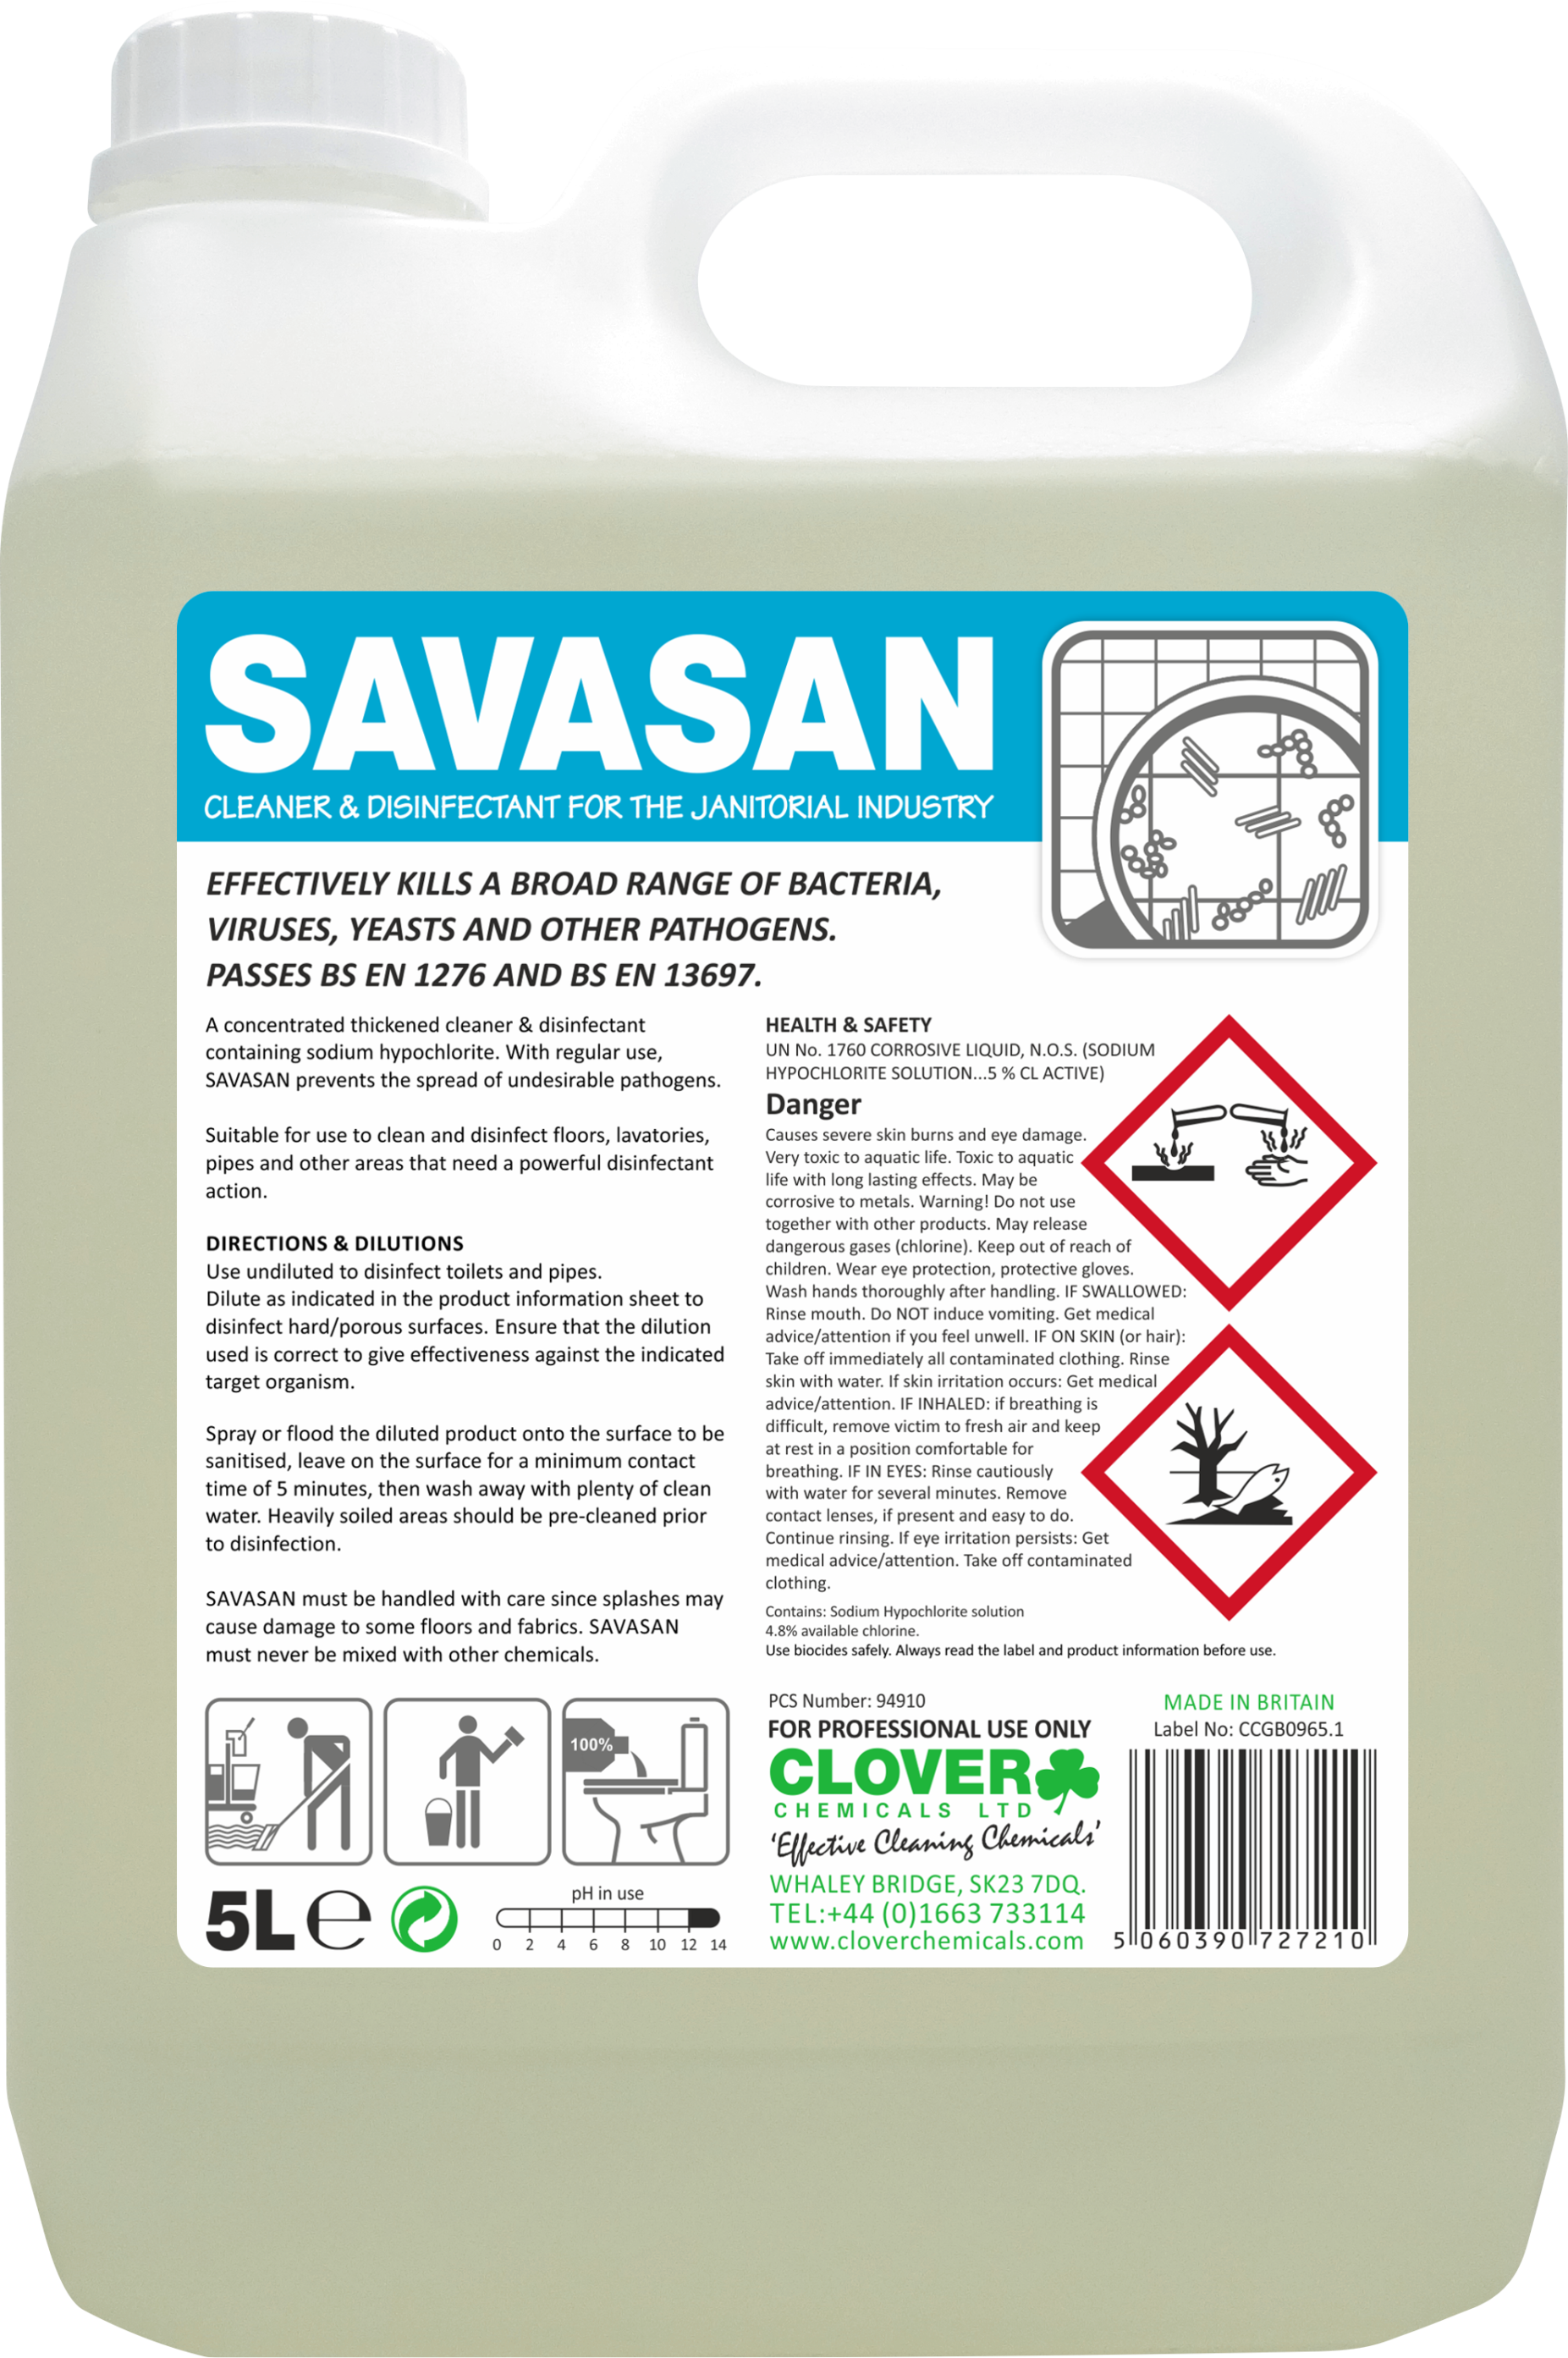 SAVASAN
CLEANER & DISINFECTANT FOR THE JANITORIAL INDUSTRY
EFFECTIVELY KILLS A BROAD RANGE OF BACTERIA,
VIRUSES, YEASTS AND OTHER PATHOGENS.
PASSES BS EN 1276 AND BS EN 13697.
A concentrated thickened cleaner & disinfectant
containing sodium hypochlorite. With regular use,
SAVASAN prevents the spread of undesirable pathogens.
Suitable for use to clean and disinfect floors, lavatories,
pipes and other areas that need a powerful disinfectant
action.
DIRECTIONS & DILUTIONS
Use undiluted to disinfect toilets and pipes.
Dilute as indicated in the product information sheet to
disinfect hard/porous surfaces. Ensure that the dilution
used is correct to give effectiveness against the indicated
target organism.
Spray or flood the diluted product onto the surface to be
sanitised, leave on the surface for a minimum contact
time of 5 minutes, then wash away with plenty of clean
water. Heavily soiled areas should be pre-cleaned prior
to disinfection.
SAVASAN must be handled with care since splashes may
cause damage to some floors and fabrics. SAVASAN
must never be mixed with other chemicals.
100%
5L e
pH in use
0 2 4 6 8 10 12 14
HEALTH & SAFETY
UN No. 1760 CORROSIVE LIQUID, N.O.S. (SODIUM
HYPOCHLORITE SOLUTION...5 % CL ACTIVE)
Danger
Causes severe skin burns and eye damage.
Very toxic to aquatic life. Toxic to aquatic
life with long lasting effects. May be
corrosive to metals. Warning! Do not use
together with other products. May release
dangerous gases (chlorine). Keep out of reach of
children. Wear eye protection, protective gloves.
Wash hands thoroughly after handling. IF SWALLOWED:
Rinse mouth. Do NOT induce vomiting. Get medical
advice/attention if you feel unwell. IF ON SKIN (or hair):
Take off immediately all contaminated clothing. Rinse
skin with water. If skin irritation occurs: Get medical
advice/attention. IF INHALED: if breathing is
difficult, remove victim to fresh air and keep
at rest in a position comfortable for
breathing. IF IN EYES: Rinse cautiously
with water for several minutes. Remove
contact lenses, if present and easy to do.
Continue rinsing. If eye irritation persists: Get
medical advice/attention. Take off contaminated
clothing.
Contains: Sodium Hypochlorite solution
4.8% available chlorine.
Use biocides safely. Always read the label and product information before use.
PCS Number: 94910
FOR PROFESSIONAL USE ONLY
CLOVER
CHEMICALS LTD
'Effective Cleaning Chemicals'
WHALEY BRIDGE, SK23 7DQ.
TEL:+44 (0)1663 733114
www.cloverchemicals.com
MADE IN BRITAIN
Label No: CCGB0965.1
5 060390 727210